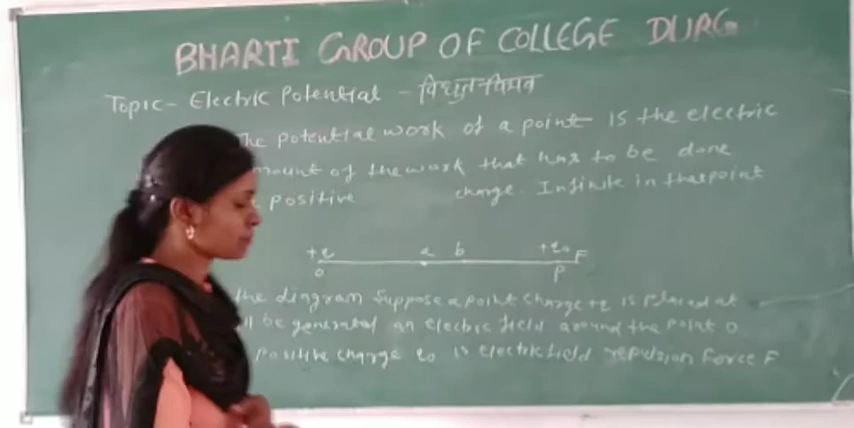 BHARTI GROUP OF COLLEGE DURG
Topic- Electric Potential - विद्युत विभव
The potential work of a point is the electric
mount of the work that has to be done
positive charge. Infinite in that point
+q a b +q₀ F
O P
the diagram suppose a point charge +q is placed at
ll be generated an electric field around the point O
positive charge q₀ is electric field repulsion force F